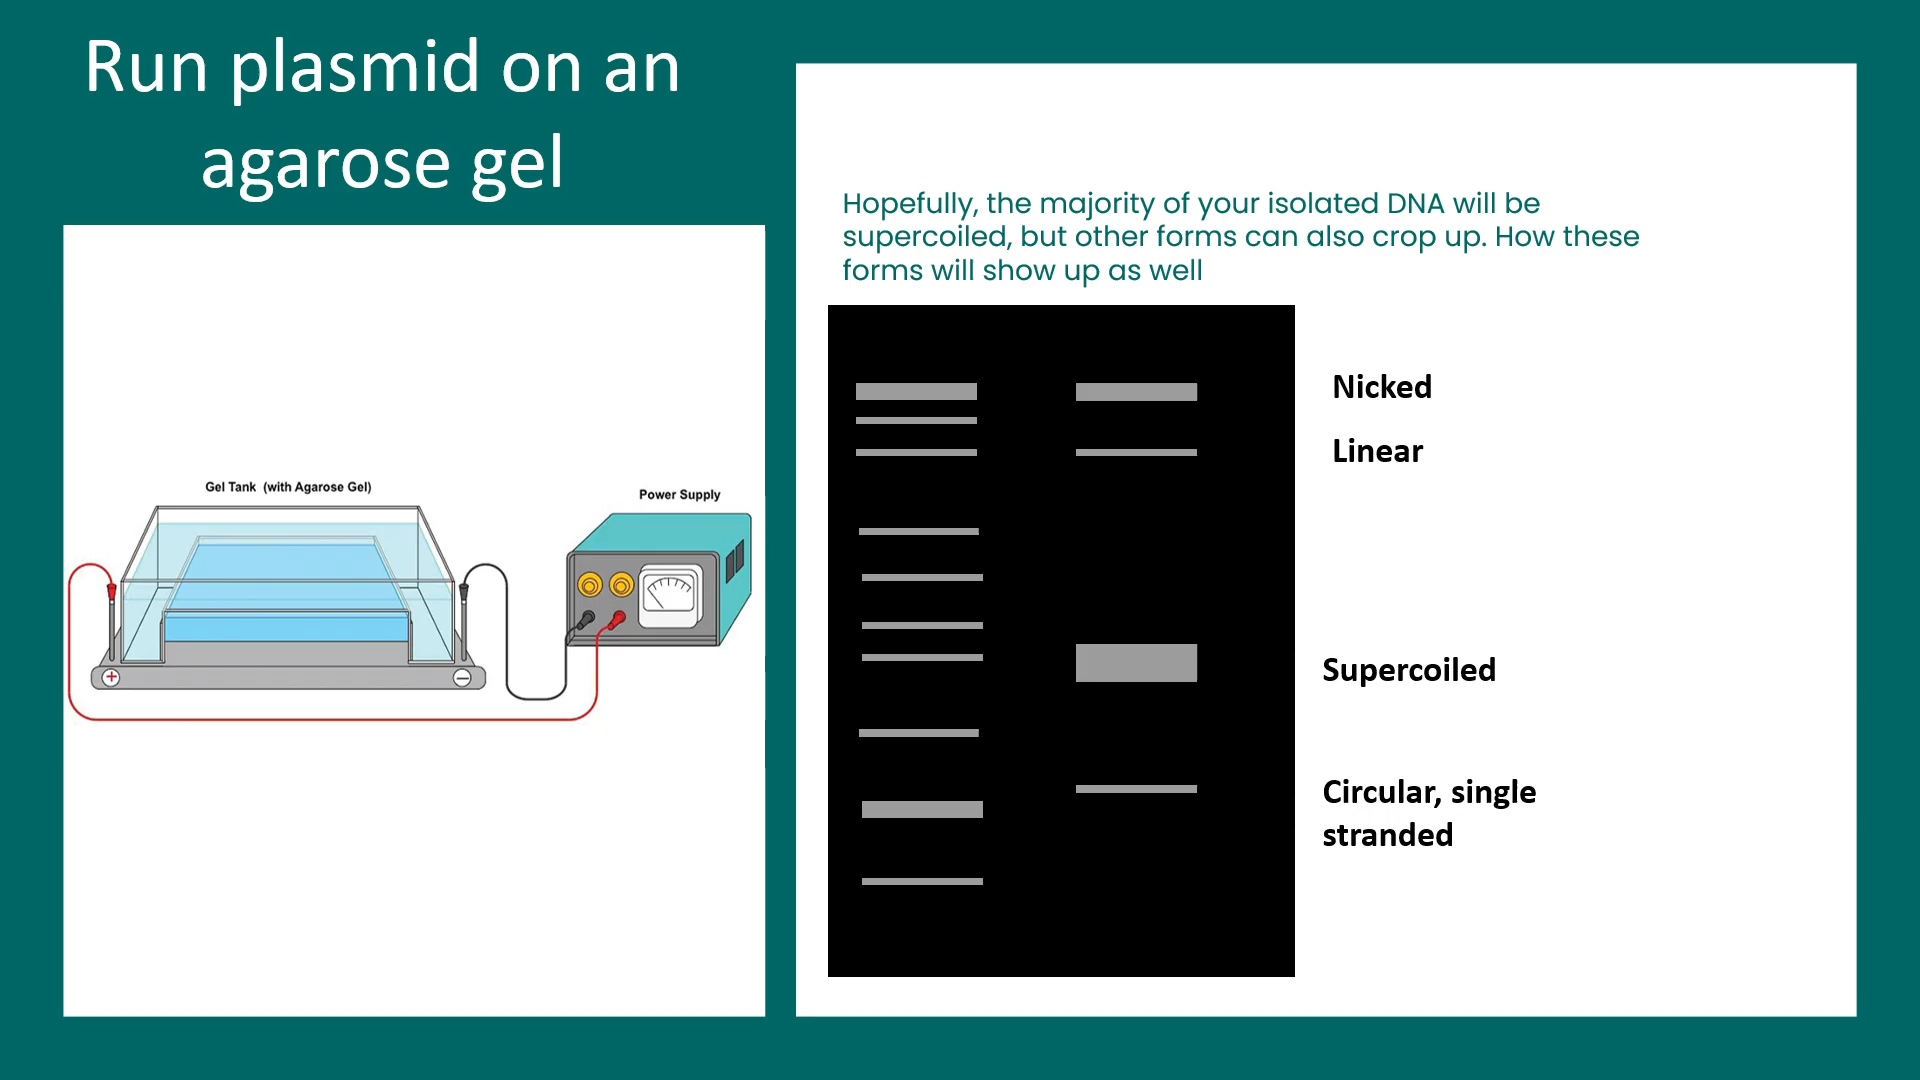 Run plasmid on an
agarose gel
Hopefully, the majority of your isolated DNA will be
supercoiled, but other forms can also crop up. How these
forms will show up as well
Gel Tank (with Agarose Gel)
Power Supply
+
−
Nicked
Linear
Supercoiled
Circular, single
stranded